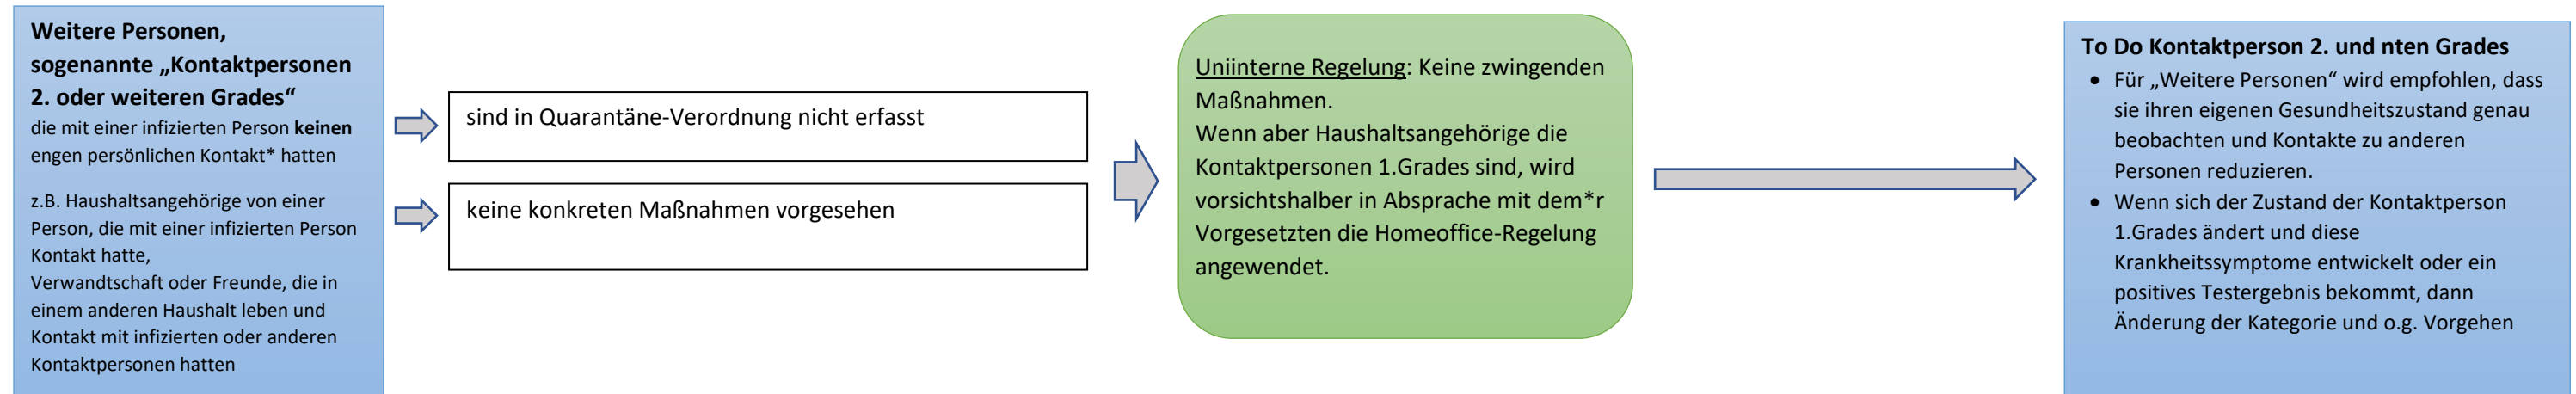 Weitere Personen,
sogenannte „Kontaktpersonen
2. oder weiteren Grades“
die mit einer infizierten Person keinen
engen persönlichen Kontakt* hatten
z.B. Haushaltsangehörige von einer
Person, die mit einer infizierten Person
Kontakt hatte,
Verwandtschaft oder Freunde, die in
einem anderen Haushalt leben und
Kontakt mit infizierten oder anderen
Kontaktpersonen hatten
sind in Quarantäne-Verordnung nicht erfasst
keine konkreten Maßnahmen vorgesehen
Uniinterne Regelung: Keine zwingenden
Maßnahmen.
Wenn aber Haushaltsangehörige die
Kontaktpersonen 1.Grades sind, wird
vorsichtshalber in Absprache mit dem*r
Vorgesetzten die Homeoffice-Regelung
angewendet.
To Do Kontaktperson 2. und nten Grades
• Für „Weitere Personen“ wird empfohlen, dass
sie ihren eigenen Gesundheitszustand genau
beobachten und Kontakte zu anderen
Personen reduzieren.
• Wenn sich der Zustand der Kontaktperson
1.Grades ändert und diese
Krankheitssymptome entwickelt oder ein
positives Testergebnis bekommt, dann
Änderung der Kategorie und o.g. Vorgehen